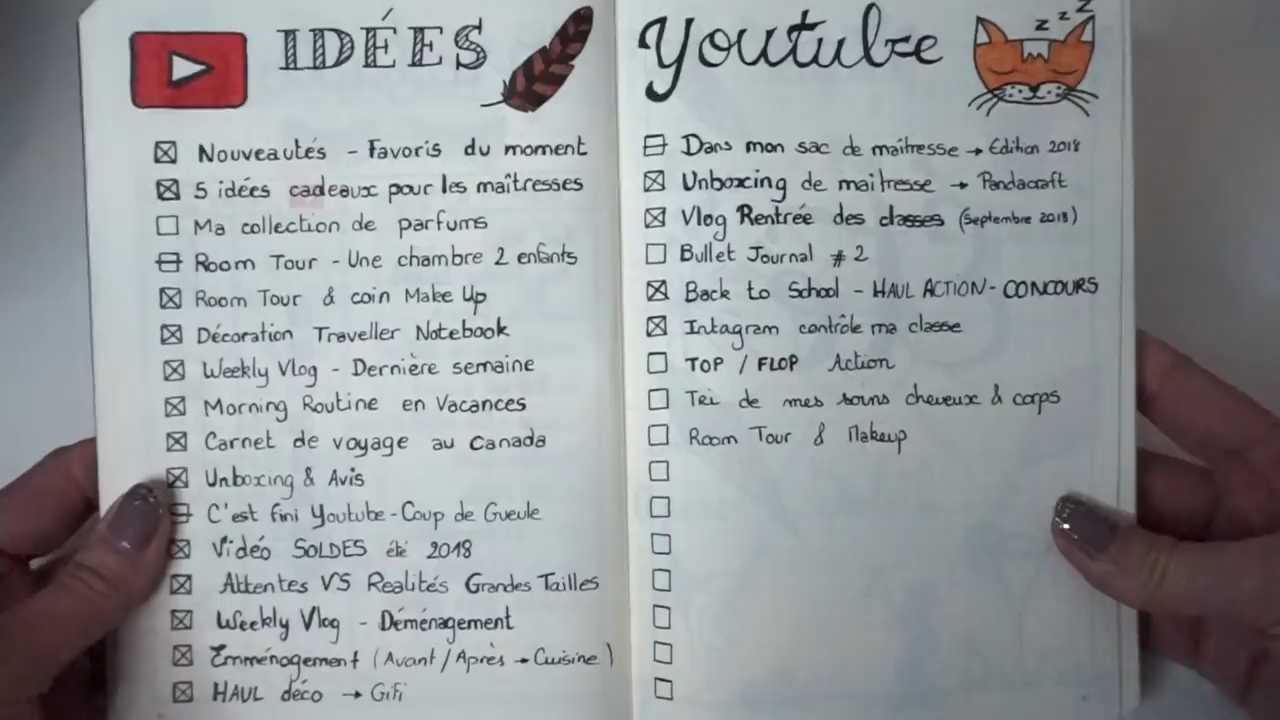 IDÉES
Nouveautés - Favoris du moment
5 idées cadeaux pour les maîtresses
Ma collection de parfums
Room Tour - Une chambre 2 enfants
Room Tour & coin Make Up
Décoration Traveller Notebook
Weekly Vlog - Dernière semaine
Morning Routine en Vacances
Carnet de voyage au Canada
Unboxing & Avis
C'est fini Youtube - Coup de Gueule
Vidéo SOLDES été 2018
Attentes VS Réalités Grandes Tailles
Weekly Vlog - Déménagement
Emménagement (Avant / Après → Cuisine)
HAUL déco → Gifi
Youtube
z z z
Dans mon sac de maîtresse → Edition 2018
Unboxing de maitresse → Pandacraft
Vlog Rentrée des classes (Septembre 2018)
Bullet Journal # 2
Back to School - HAUL ACTION - CONCOURS
Intagram contrôle ma classe
TOP / FLOP Action
Tri de mes soins cheveux & corps
Room Tour & Makeup